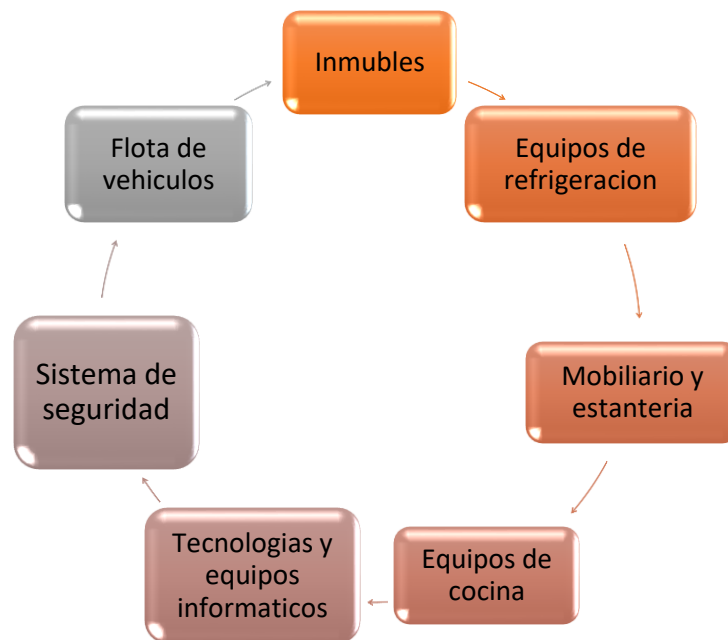 Inmubles
Equipos de
refrigeracion
Mobiliario y
estanteria
Equipos de
cocina
Tecnologias y
equipos
informaticos
Sistema de
seguridad
Flota de
vehiculos